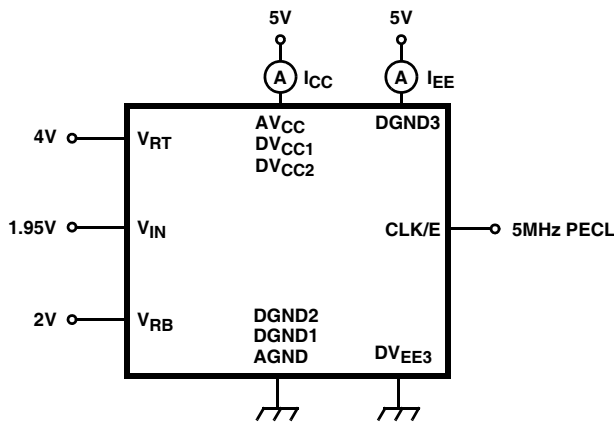 5V 5V
A ICC A IEE
AVCC DGND3
DVCC1
DVCC2
4V VRT
1.95V VIN CLK/E 5MHz PECL
2V VRB
DGND2
DGND1
AGND DVEE3